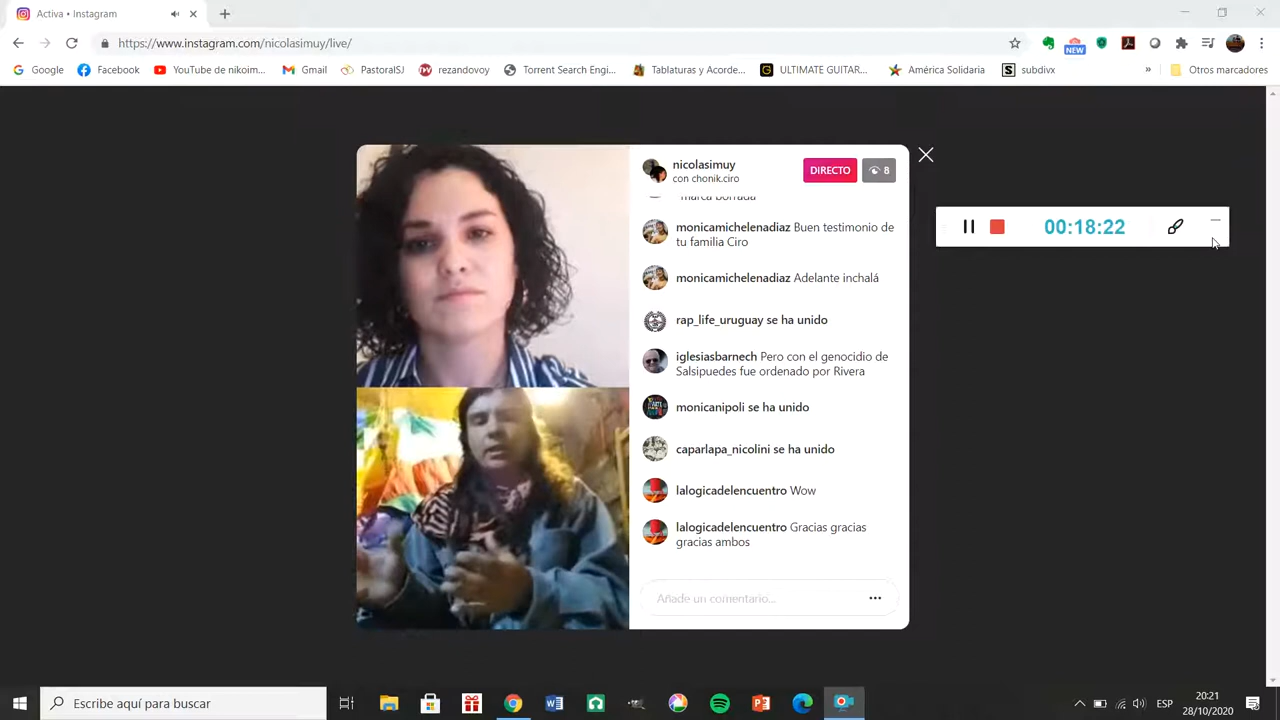 Activa • Instagram
https://www.instagram.com/nicolasimuy/live/
NEW
Google
Facebook
YouTube de nikoim...
Gmail
PastoralSJ
rezandovoy
Torrent Search Engi...
Tablaturas y Acorde...
ULTIMATE GUITAR...
América Solidaria
S
subdivx
»
Otros marcadores
nicolasimuy
con chonik.ciro
DIRECTO
8
marca borrada
monicamichelenadiaz Buen testimonio de
tu familia Ciro
monicamichelenadiaz Adelante inchalá
rap_life_uruguay se ha unido
iglesiasbarnech Pero con el genocidio de
Salsipuedes fue ordenado por Rivera
monicanipoli se ha unido
caparlapa_nicolini se ha unido
lalogicadelencuentro Wow
lalogicadelencuentro Gracias gracias
gracias ambos
Añade un comentario...
00:18:22
Escribe aquí para buscar
ESP
20:21
28/10/2020